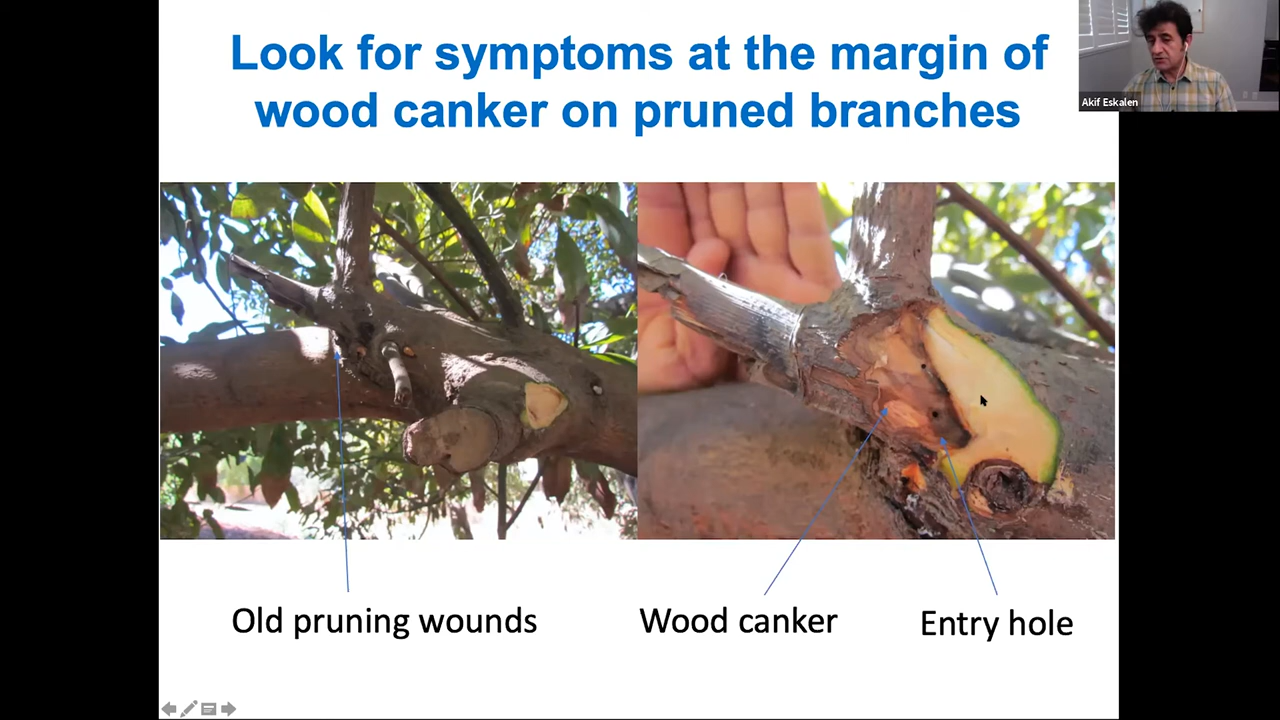 Look for symptoms at the margin of
wood canker on pruned branches
Akif Eskalen
Old pruning wounds
Wood canker
Entry hole